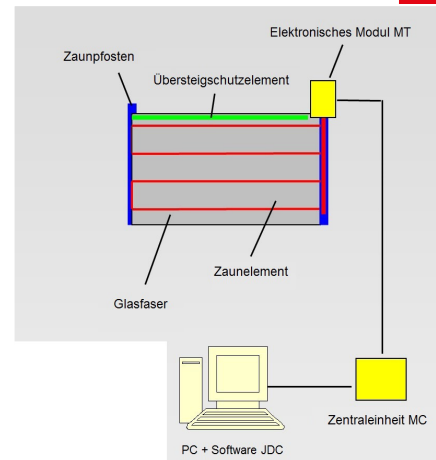 Elektronisches Modul MT
Zaunpfosten
Übersteigschutzelement
Zaunelement
Glasfaser
Zentraleinheit MC
PC + Software JDC